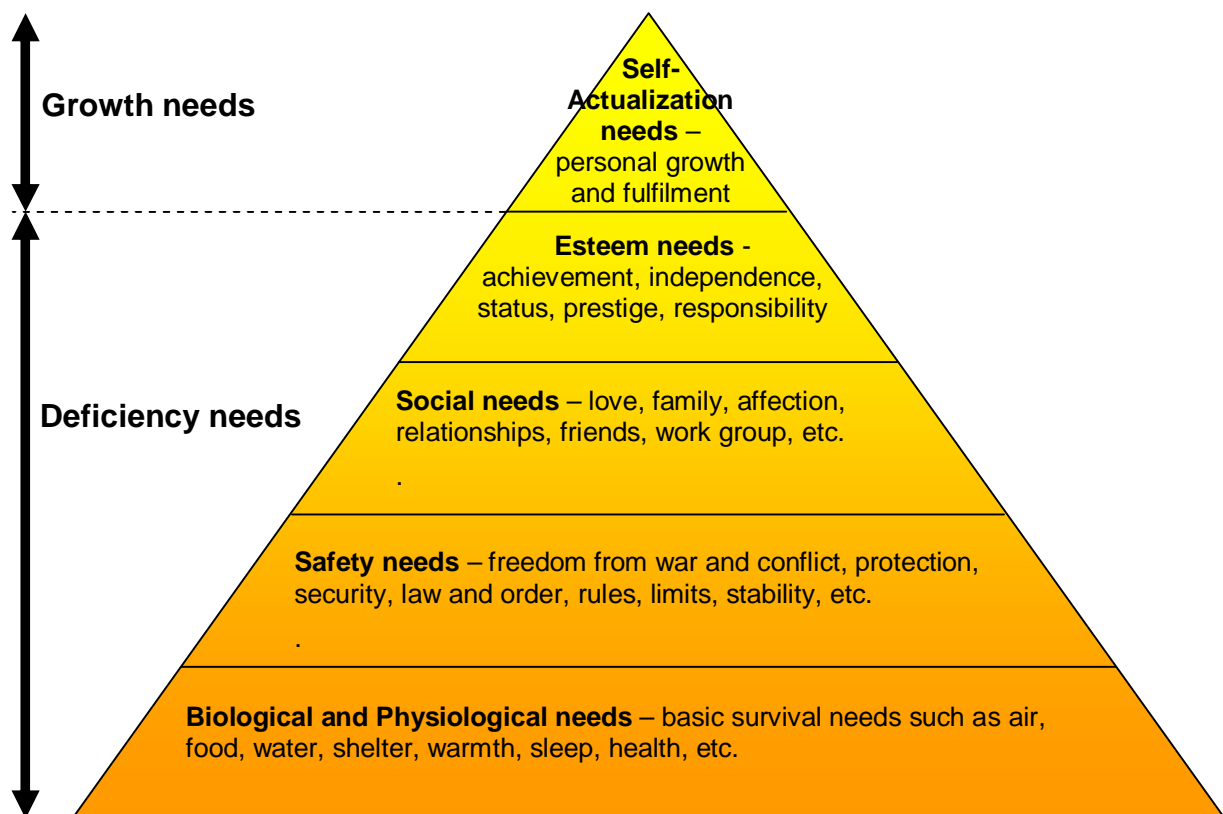 Growth needs
Self-
Actualization
needs –
personal growth
and fulfilment
Esteem needs -
achievement, independence,
status, prestige, responsibility
Deficiency needs
Social needs – love, family, affection,
relationships, friends, work group, etc.
.
Safety needs – freedom from war and conflict, protection,
security, law and order, rules, limits, stability, etc.
.
Biological and Physiological needs – basic survival needs such as air,
food, water, shelter, warmth, sleep, health, etc.